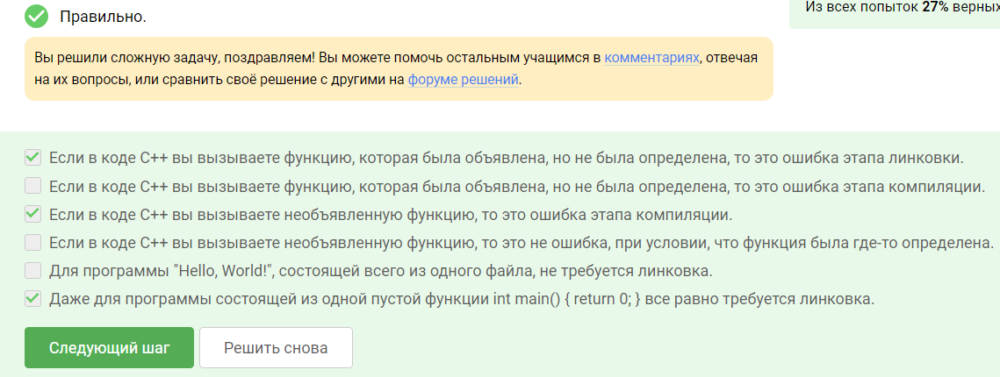 Из всех попыток 27% верных
Правильно.
Вы решили сложную задачу, поздравляем! Вы можете помочь остальным учащимся в комментариях, отвечая
на их вопросы, или сравнить своё решение с другими на форуме решений.
Если в коде C++ вы вызываете функцию, которая была объявлена, но не была определена, то это ошибка этапа линковки.
Если в коде C++ вы вызываете функцию, которая была объявлена, но не была определена, то это ошибка этапа компиляции.
Если в коде C++ вы вызываете необъявленную функцию, то это ошибка этапа компиляции.
Если в коде C++ вы вызываете необъявленную функцию, то это не ошибка, при условии, что функция была где-то определена.
Для программы "Hello, World!", состоящей всего из одного файла, не требуется линковка.
Даже для программы состоящей из одной пустой функции int main() { return 0; } все равно требуется линковка.
Следующий шаг
Решить снова